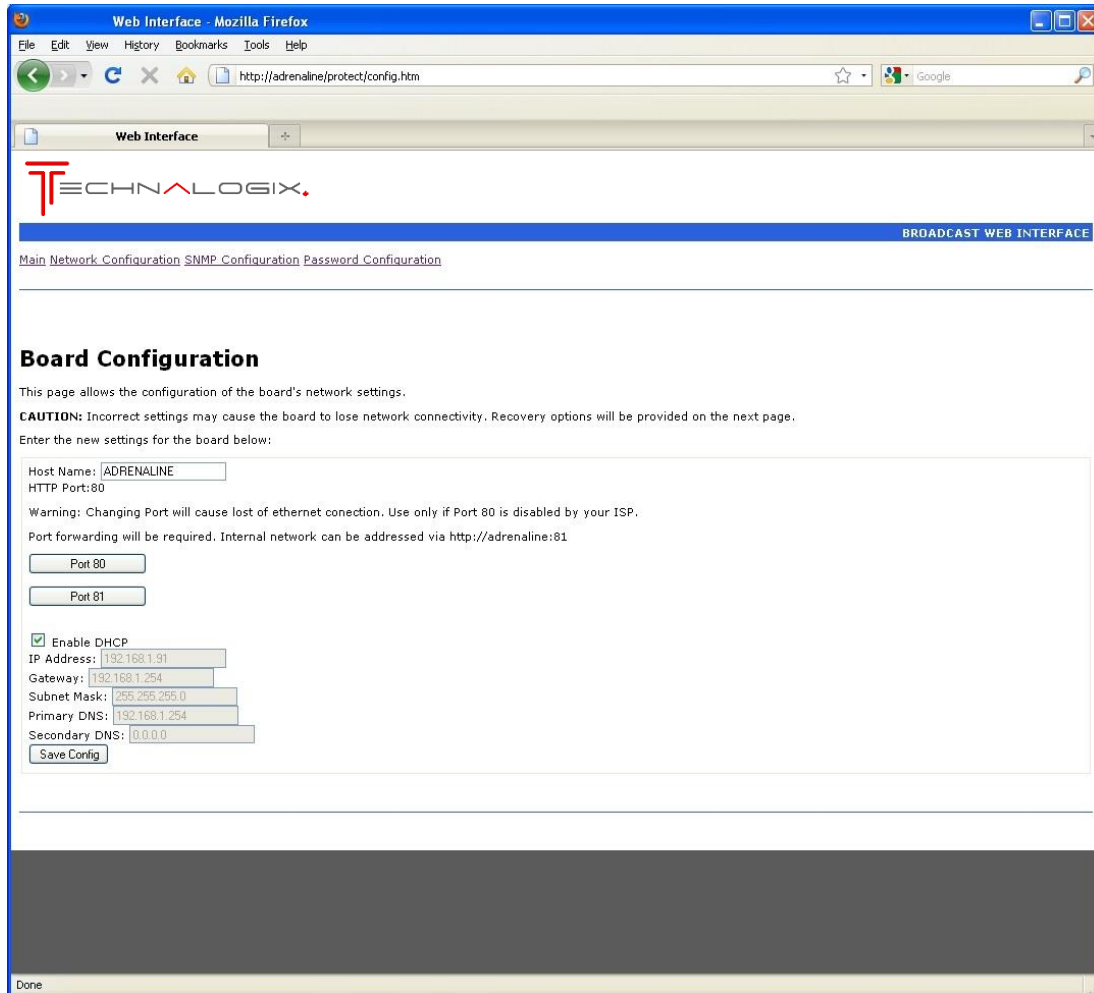 Web Interface - Mozilla Firefox
File Edit View History Bookmarks Tools Help
http://adrenaline/protect/config.htm
Google
Web Interface
TECHNALOGIX.
BROADCAST WEB INTERFACE
Main Network Configuration SNMP Configuration Password Configuration
Board Configuration
This page allows the configuration of the board's network settings.
CAUTION: Incorrect settings may cause the board to lose network connectivity. Recovery options will be provided on the next page.
Enter the new settings for the board below:
Host Name: ADRENALINE
HTTP Port:80
Warning: Changing Port will cause lost of ethernet conection. Use only if Port 80 is disabled by your ISP.
Port forwarding will be required. Internal network can be addressed via http://adrenaline:81
Port 80
Port 81
Enable DHCP
IP Address: 192.168.1.91
Gateway: 192.168.1.254
Subnet Mask: 255.255.255.0
Primary DNS: 192.168.1.254
Secondary DNS: 0.0.0.0
Save Config
Done